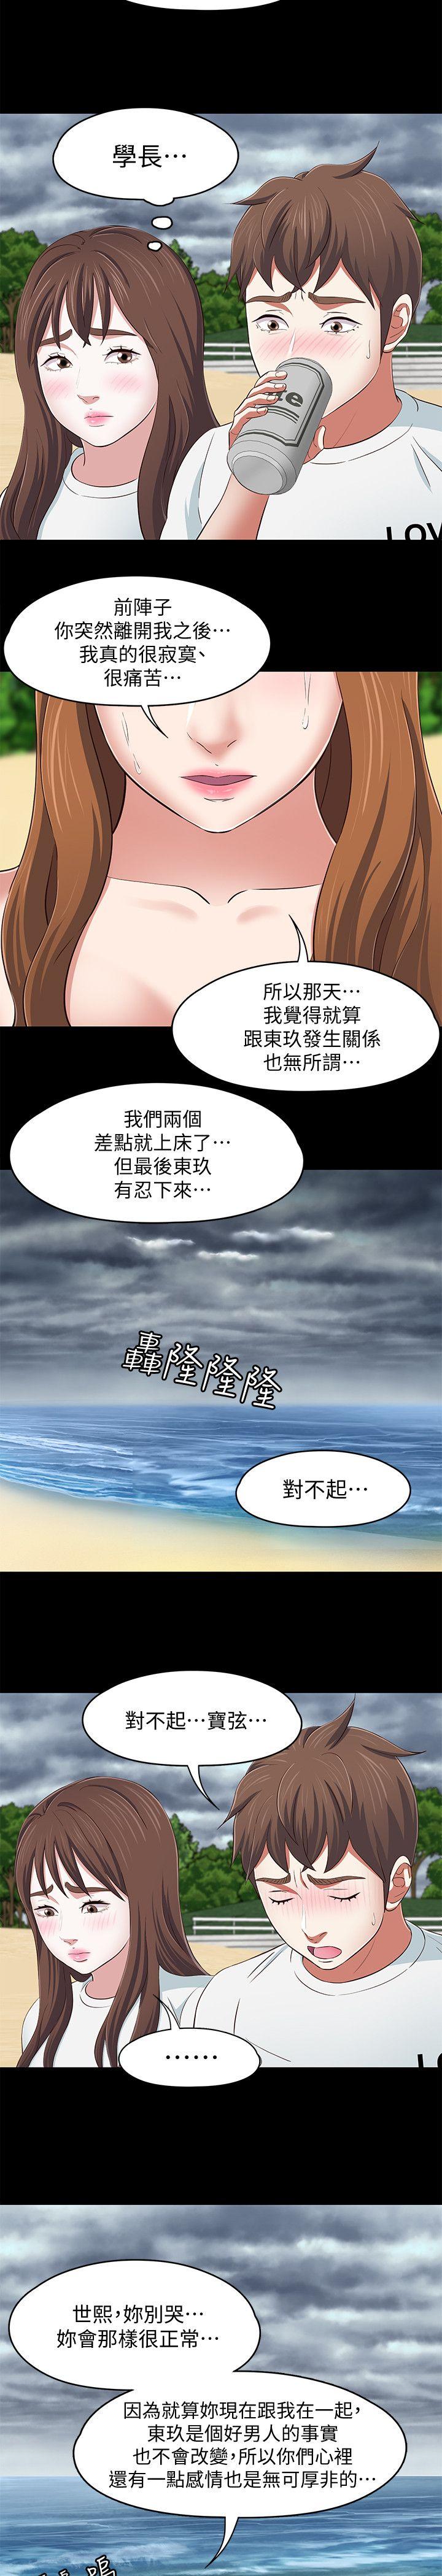 學長…
te
LOV
前陣子
你突然離開我之後…
我真的很寂寞、
很痛苦…
所以那天…
我覺得就算
跟東玖發生關係
也無所謂…
我們兩個
差點就上床了…
但最後東玖
有忍下來…
轟隆隆隆
對不起…
對不起…寶弦…
……
LO
世熙,妳別哭…
妳會那樣很正常…
因為就算妳現在跟我在一起,
東玖是個好男人的事實
也不會改變,所以你們心裡
還有一點感情也是無可厚非的…
嗚